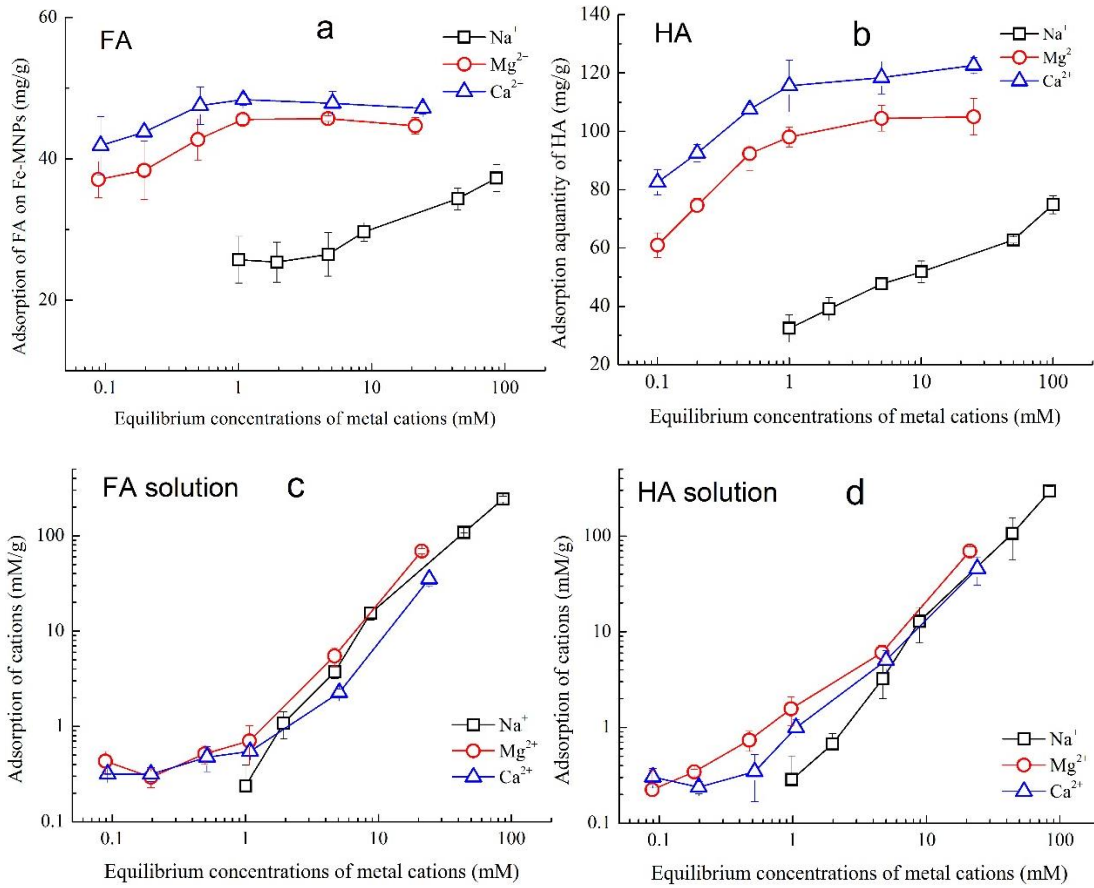 FA
a
Na⁺
Mg²⁻
Ca²⁻
60
40
20
Adsorption of FA on Fe-MNPs (mg/g)
0.1 1 10 100
Equilibrium concentrations of metal cations (mM)
HA
b
Na⁺
Mg²
Ca²⁺
140
120
100
80
60
40
20
Adsorption aquantity of HA (mg/g)
0.1 1 10 100
Equilibrium concentrations of metal cations (mM)
FA solution
c
100
10
1
0.1
Adsorption of cations (mM/g)
Na⁺
Mg²⁺
Ca²⁺
0.1 1 10 100
Equilibrium concentrations of metal cations (mM)
HA solution
d
100
10
1
0.1
Adsorption of cations (mM/g)
Na⁺
Mg²⁺
Ca²⁺
0.1 1 10 100
Equilibrium concentrations of metal cations (mM)